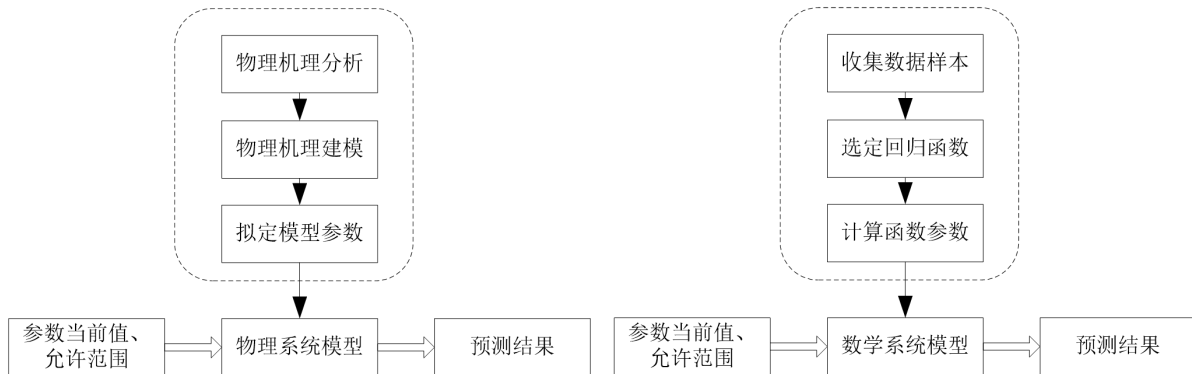 物理机理分析
物理机理建模
拟定模型参数
参数当前值、
允许范围
物理系统模型
预测结果
收集数据样本
选定回归函数
计算函数参数
参数当前值、
允许范围
数学系统模型
预测结果